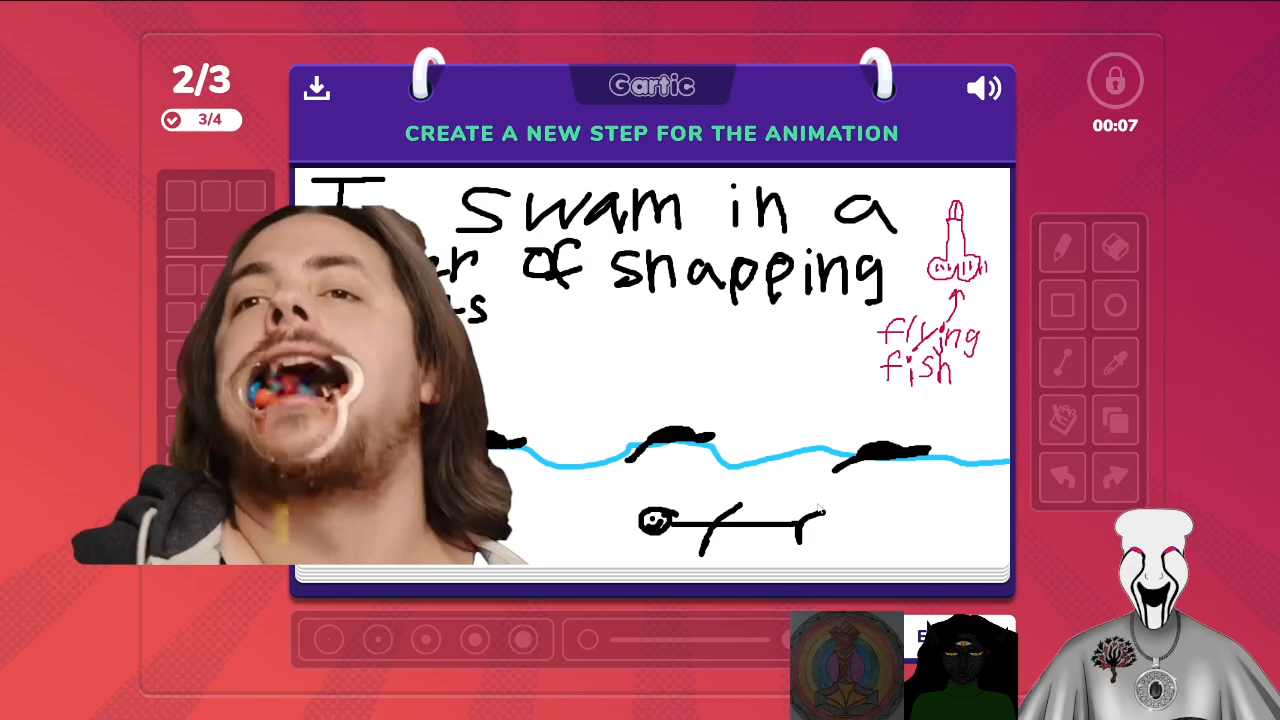 2/3
3/4
Gartic
CREATE A NEW STEP FOR THE ANIMATION
00:07
I swam in a
of snapping
flying
fish